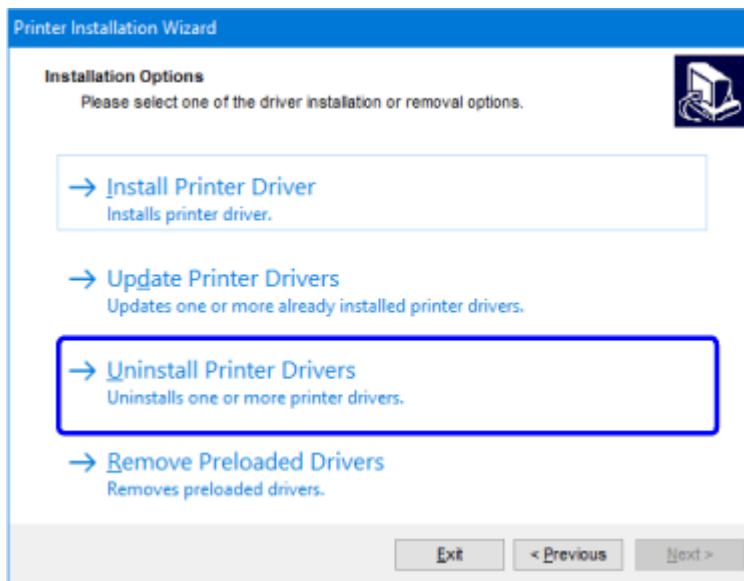 Printer Installation Wizard
Installation Options
Please select one of the driver installation or removal options.
Install Printer Driver
Installs printer driver.
Update Printer Drivers
Updates one or more already installed printer drivers.
Uninstall Printer Drivers
Uninstalls one or more printer drivers.
Remove Preloaded Drivers
Removes preloaded drivers.
Exit < Previous Next >